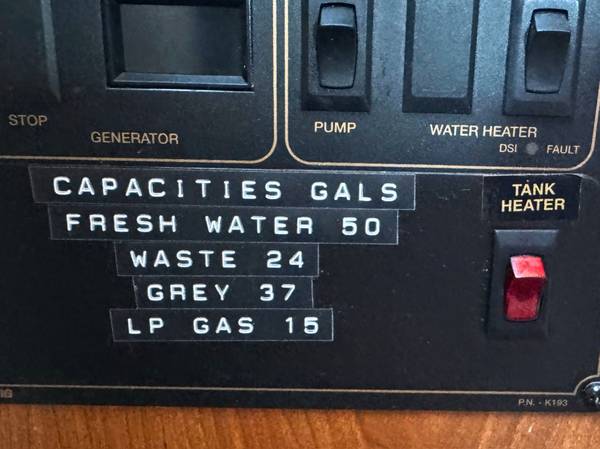 STOP
GENERATOR
PUMP
WATER HEATER
DSI FAULT
CAPACITIES GALS
FRESH WATER 50
WASTE 24
GREY 37
LP GAS 15
TANK
HEATER
P.N. - K193